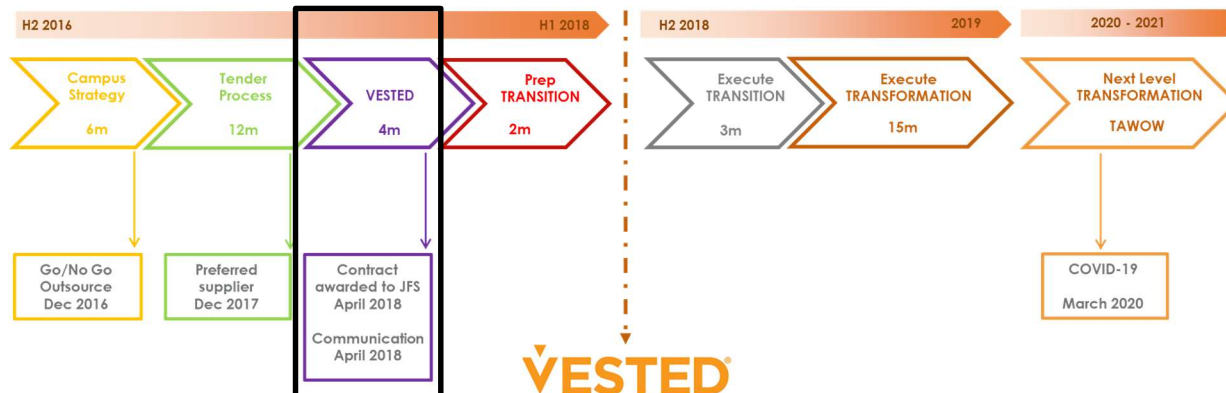 H2 2016
H1 2018
H2 2018
2019
2020 - 2021
Campus
Strategy
6m
Tender
Process
12m
VESTED
4m
Prep
TRANSITION
2m
Execute
TRANSITION
3m
Execute
TRANSFORMATION
15m
Next Level
TRANSFORMATION
TAWOW
Go/No Go
Outsource
Dec 2016
Preferred
supplier
Dec 2017
Contract
awarded to JFS
April 2018
Communication
April 2018
COVID-19
March 2020
VESTED®